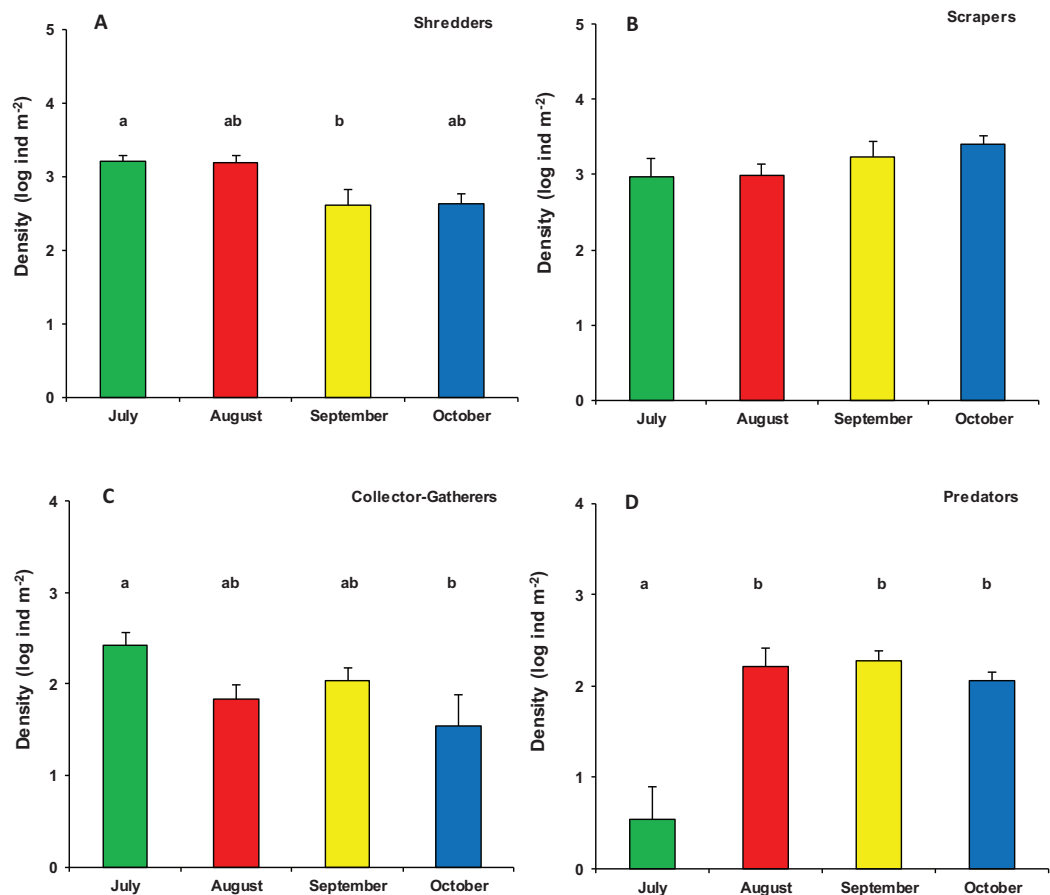 A
Shredders
Density (log ind m-2)
5
4
3
2
1
0
a ab b ab
July August September October
B
Scrapers
Density (log ind m-2)
5
4
3
2
1
0
July August September October
C
Collector-Gatherers
Density (log ind m-2)
4
3
2
1
0
a ab ab b
July August September October
D
Predators
Density (log ind m-2)
4
3
2
1
0
a b b b
July August September October